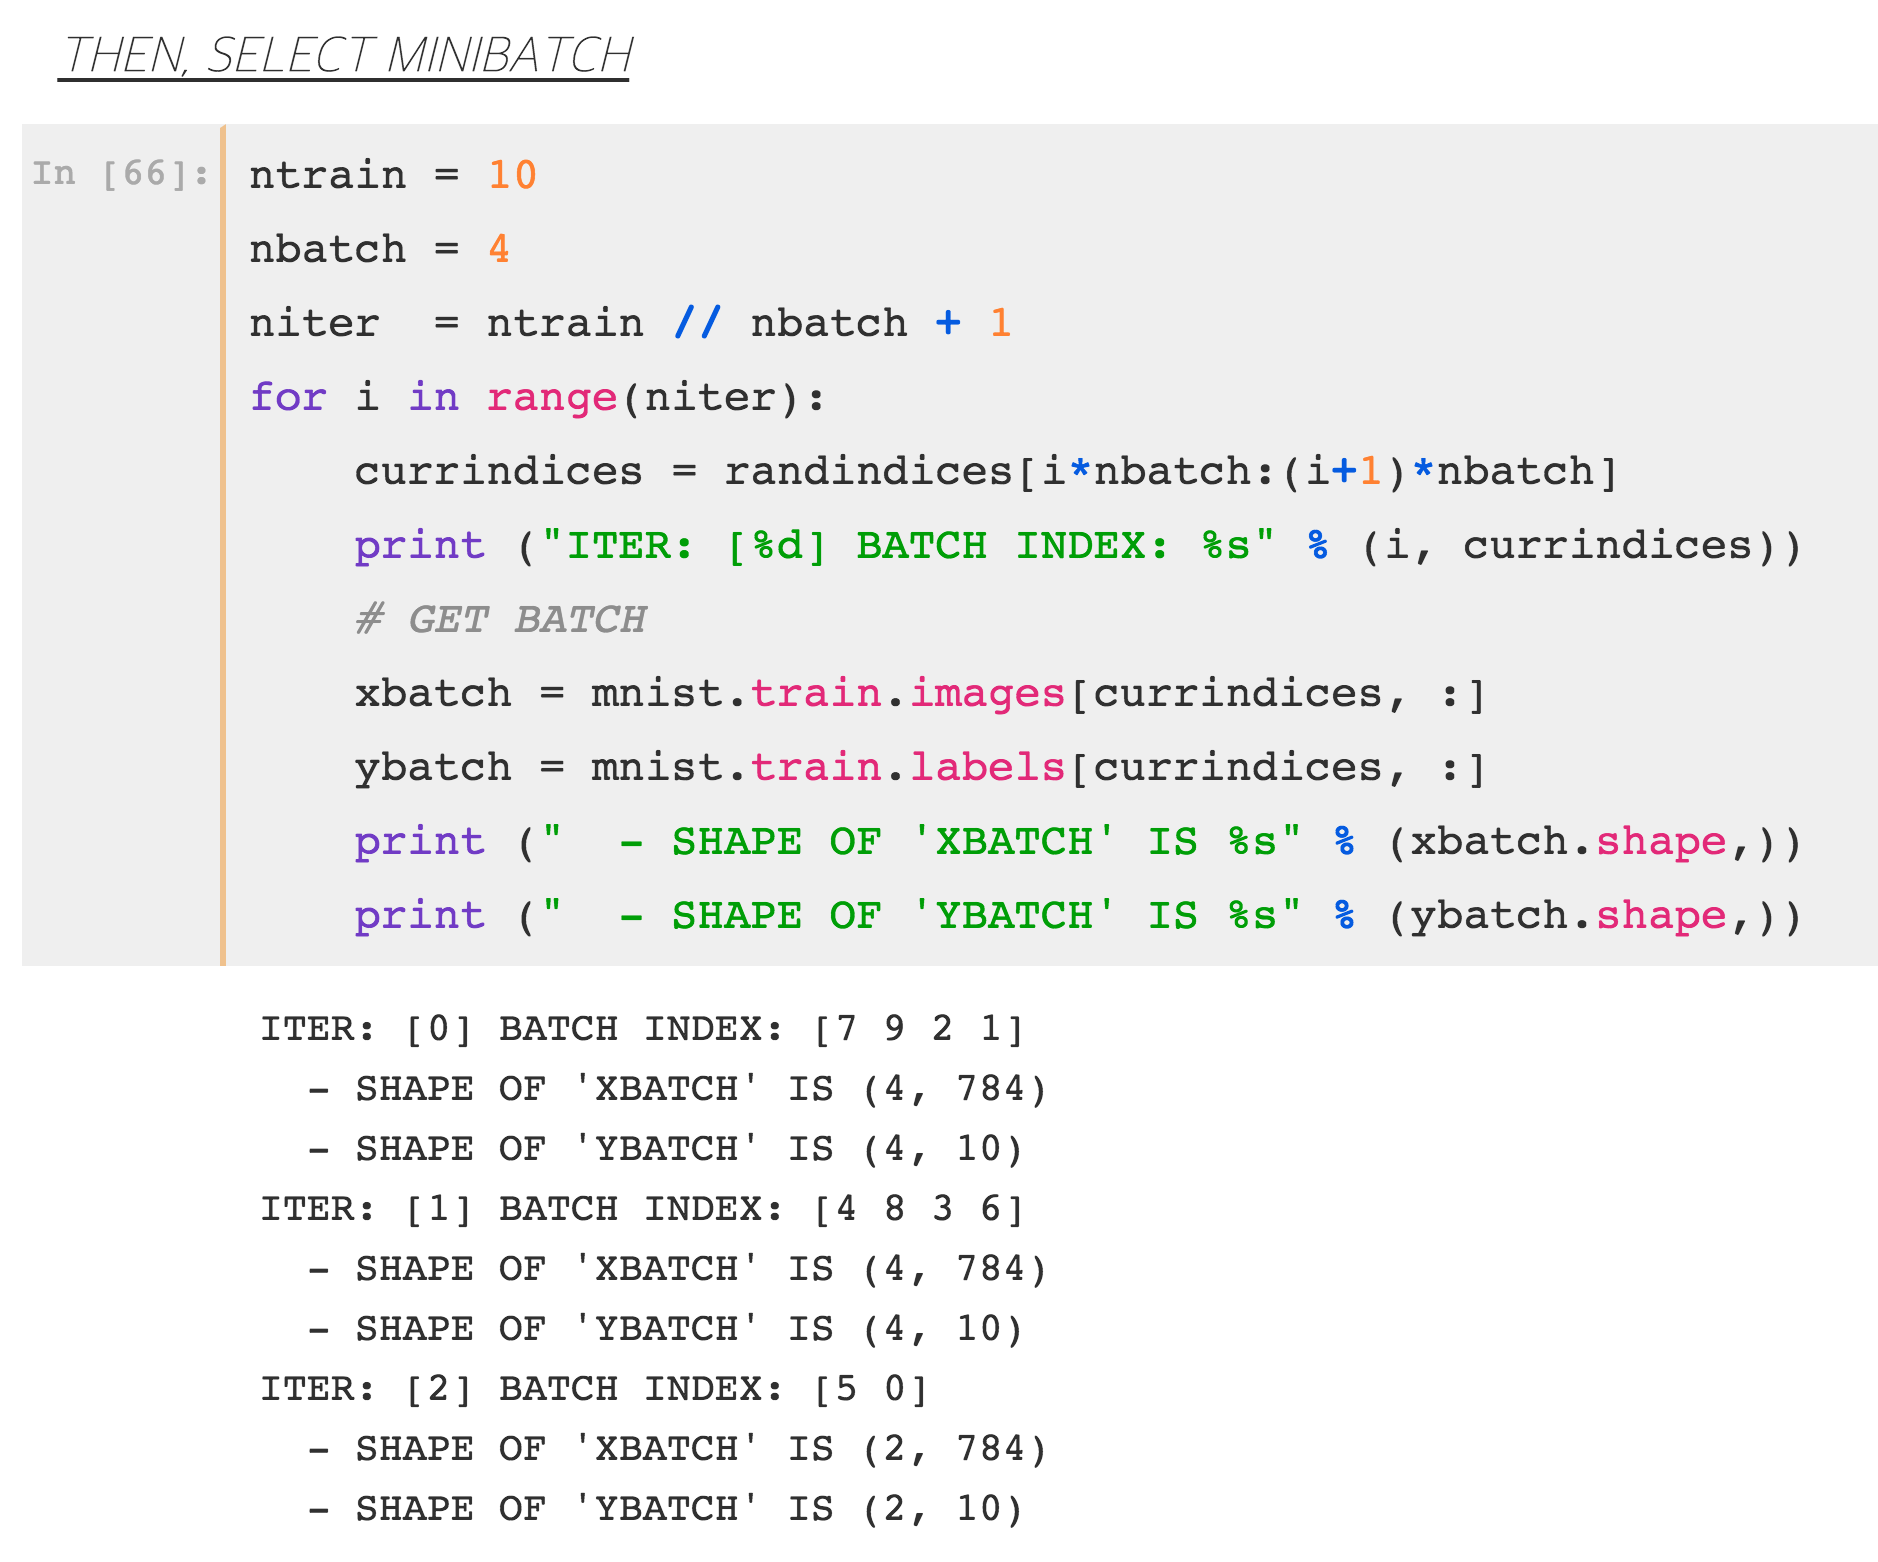 THEN, SELECT MINIBATCH
In [66]:
ntrain = 10
nbatch = 4
niter  = ntrain // nbatch + 1
for i in range(niter):
    currindices = randindices[i*nbatch:(i+1)*nbatch]
    print ("ITER: [%d] BATCH INDEX: %s" % (i, currindices))
    # GET BATCH
    xbatch = mnist.train.images[currindices, :]
    ybatch = mnist.train.labels[currindices, :]
    print ("  - SHAPE OF 'XBATCH' IS %s" % (xbatch.shape,))
    print ("  - SHAPE OF 'YBATCH' IS %s" % (ybatch.shape,))
ITER: [0] BATCH INDEX: [7 9 2 1]
  - SHAPE OF 'XBATCH' IS (4, 784)
  - SHAPE OF 'YBATCH' IS (4, 10)
ITER: [1] BATCH INDEX: [4 8 3 6]
  - SHAPE OF 'XBATCH' IS (4, 784)
  - SHAPE OF 'YBATCH' IS (4, 10)
ITER: [2] BATCH INDEX: [5 0]
  - SHAPE OF 'XBATCH' IS (2, 784)
  - SHAPE OF 'YBATCH' IS (2, 10)